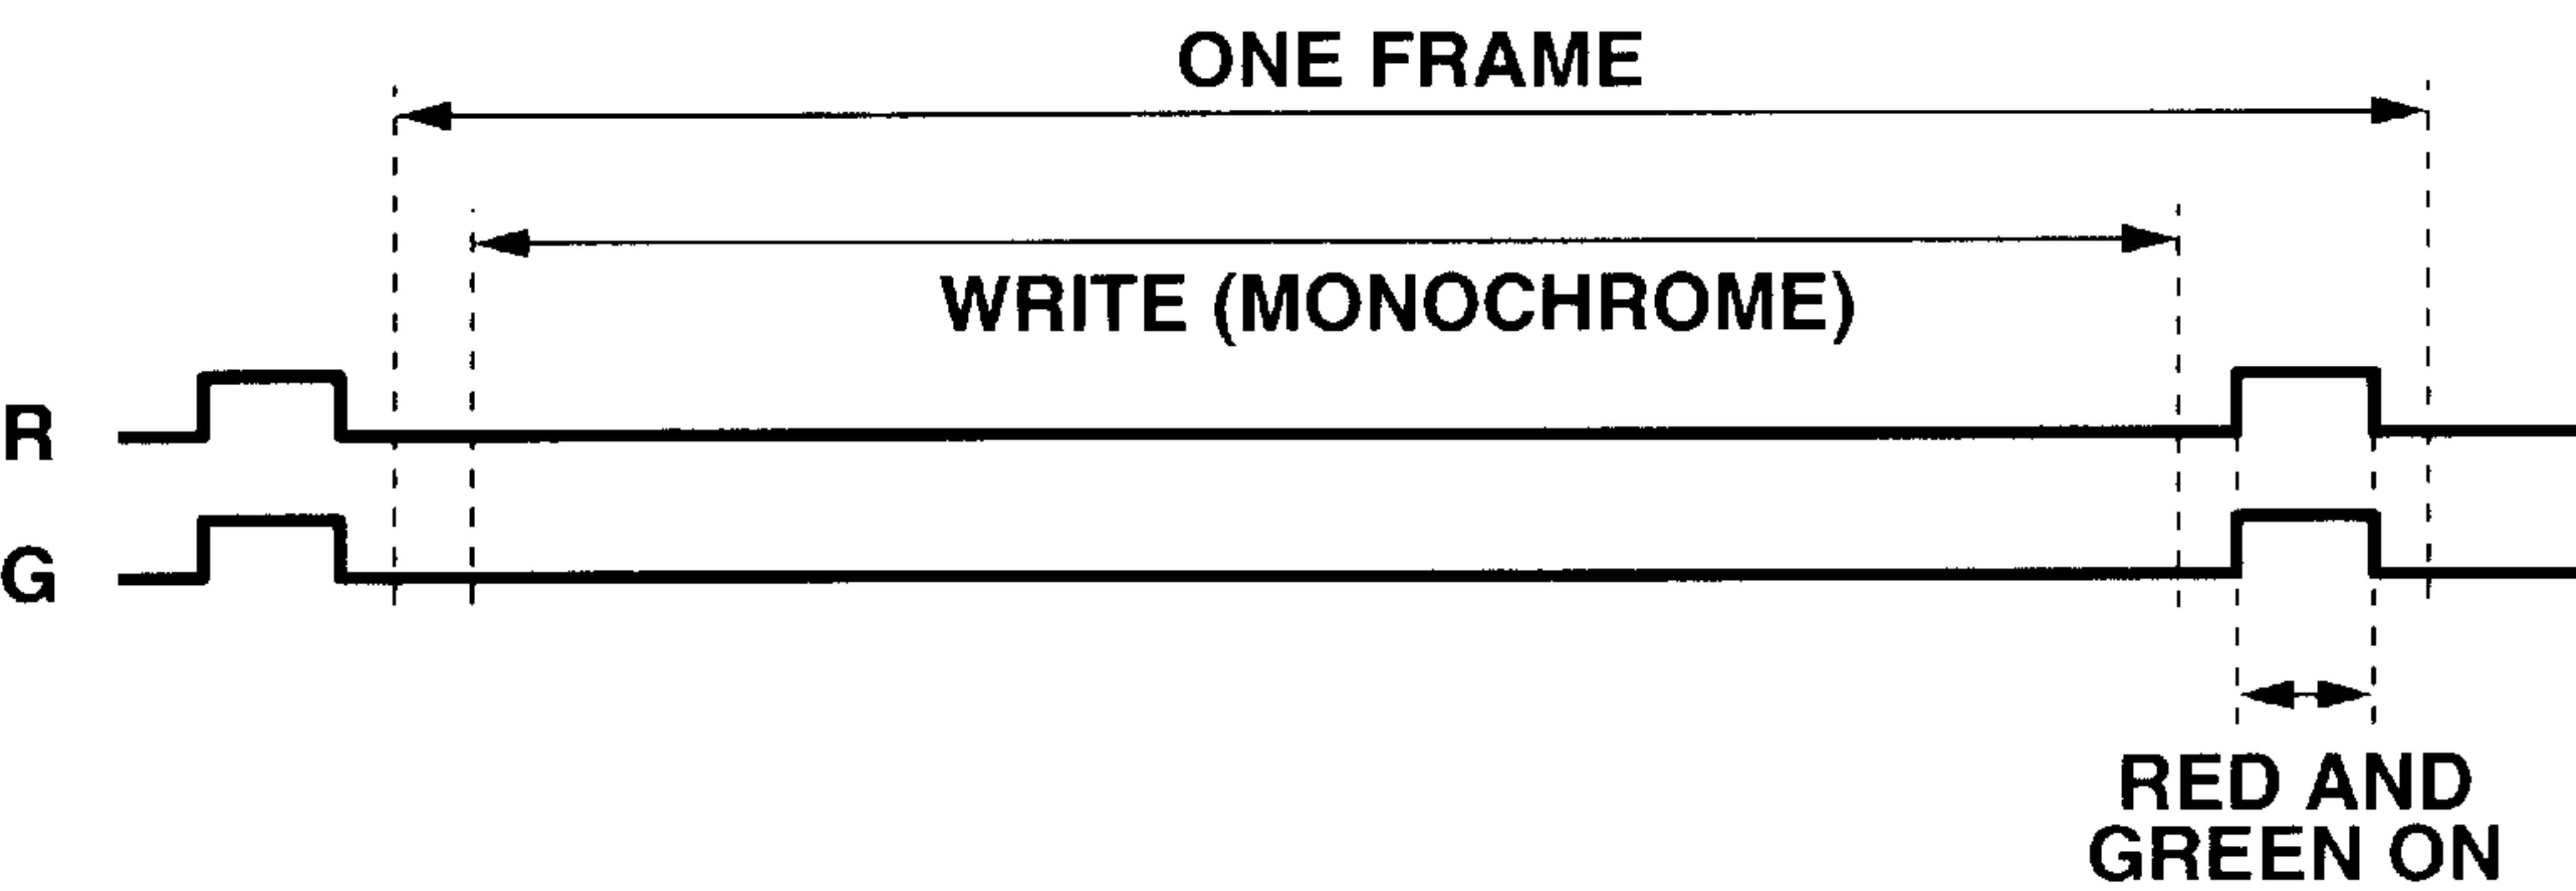 ONE FRAME
WRITE (MONOCHROME)
R
G
RED AND
GREEN ON